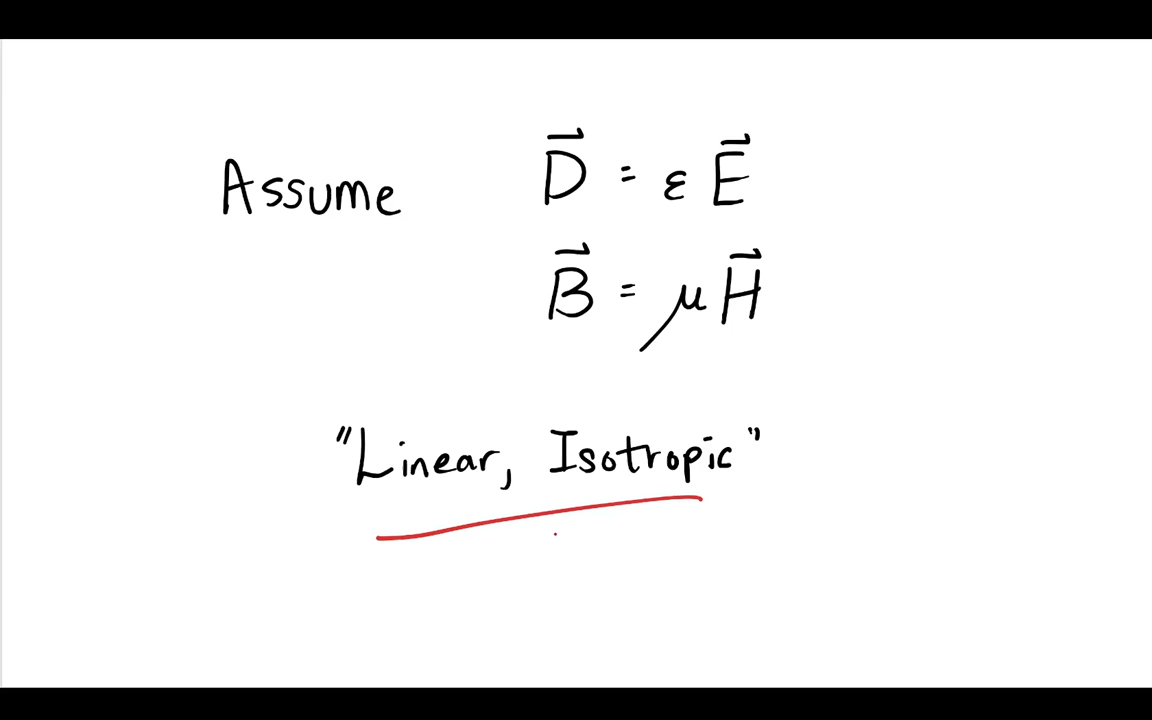 Assume D⃗ = ε E⃗
B⃗ = μ H⃗
"Linear, Isotropic"